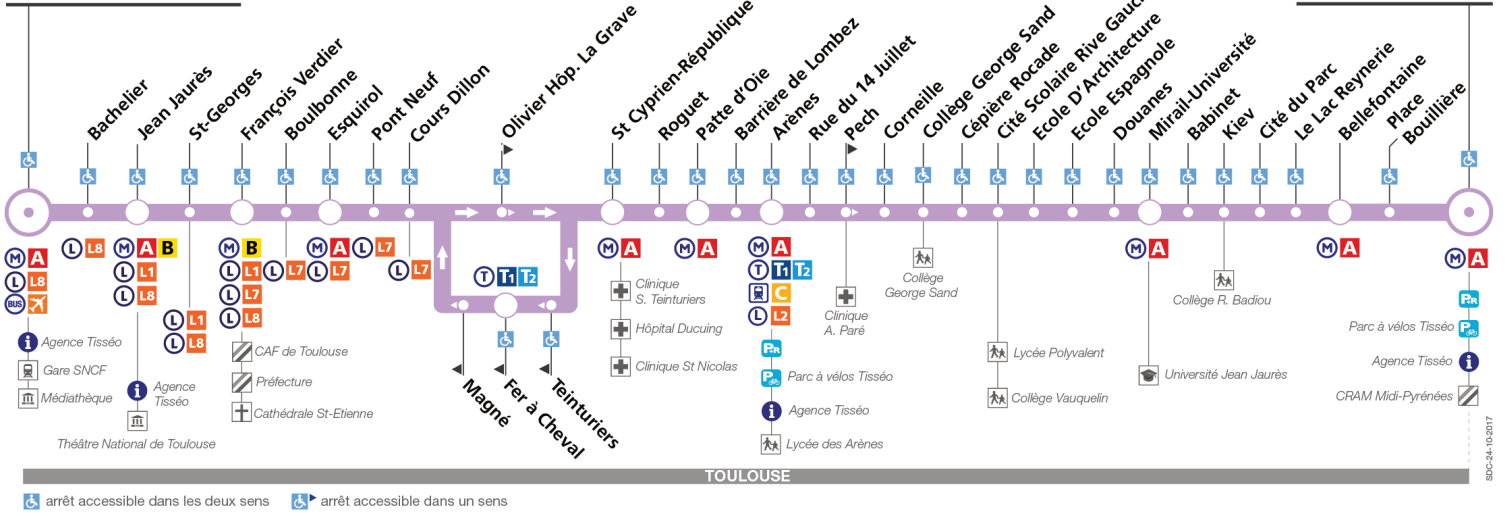 Bachelier
Jean Jaurès
St-Georges
François Verdier
Boulbonne
Esquirol
Pont Neuf
Cours Dillon
Olivier Hôp. La Grave
St Cyprien-République
Roguet
Patte d'Oie
Barrière de Lombez
Arènes
Rue du 14 Juillet
Pech
Corneille
Collège George Sand
Cépière Rocade
Cité Scolaire Rive
Ecole D'Architecture
Ecole Espagnole
Douanes
Mirail-Université
Babinet
Kiev
Cité du Parc
Le Lac Reynerie
Bellefontaine
Place
Bouillière
M A
L L8
BUS
i Agence Tisséo
Gare SNCF
Médiathèque
L L8
M A B
L L1
L L8
i Agence
Tisséo
Théâtre National de Toulouse
L L1
L L8
M B
L L1
L L7
L L8
CAF de Toulouse
Préfecture
Cathédrale St-Etienne
L L7
M A
L L7
L L7
L L7
T T1 T2
Magné
Fer à Cheval
Teinturiers
M A
Clinique
S. Teinturiers
Hôpital Ducuing
Clinique St Nicolas
M A
M A
T T1 T2
C
L L2
P+R
P Parc à vélos Tisséo
i Agence Tisséo
Lycée des Arènes
Clinique
A. Paré
Collège
George Sand
Lycée Polyvalent
Collège Vauquelin
M A
Université Jean Jaurès
Collège R. Badiou
M A
M A
P+R
Parc à vélos Tisséo P
Agence Tisséo i
CRAM Midi-Pyrénées
SDC-24-10-2017
TOULOUSE
arrêt accessible dans les deux sens
arrêt accessible dans un sens